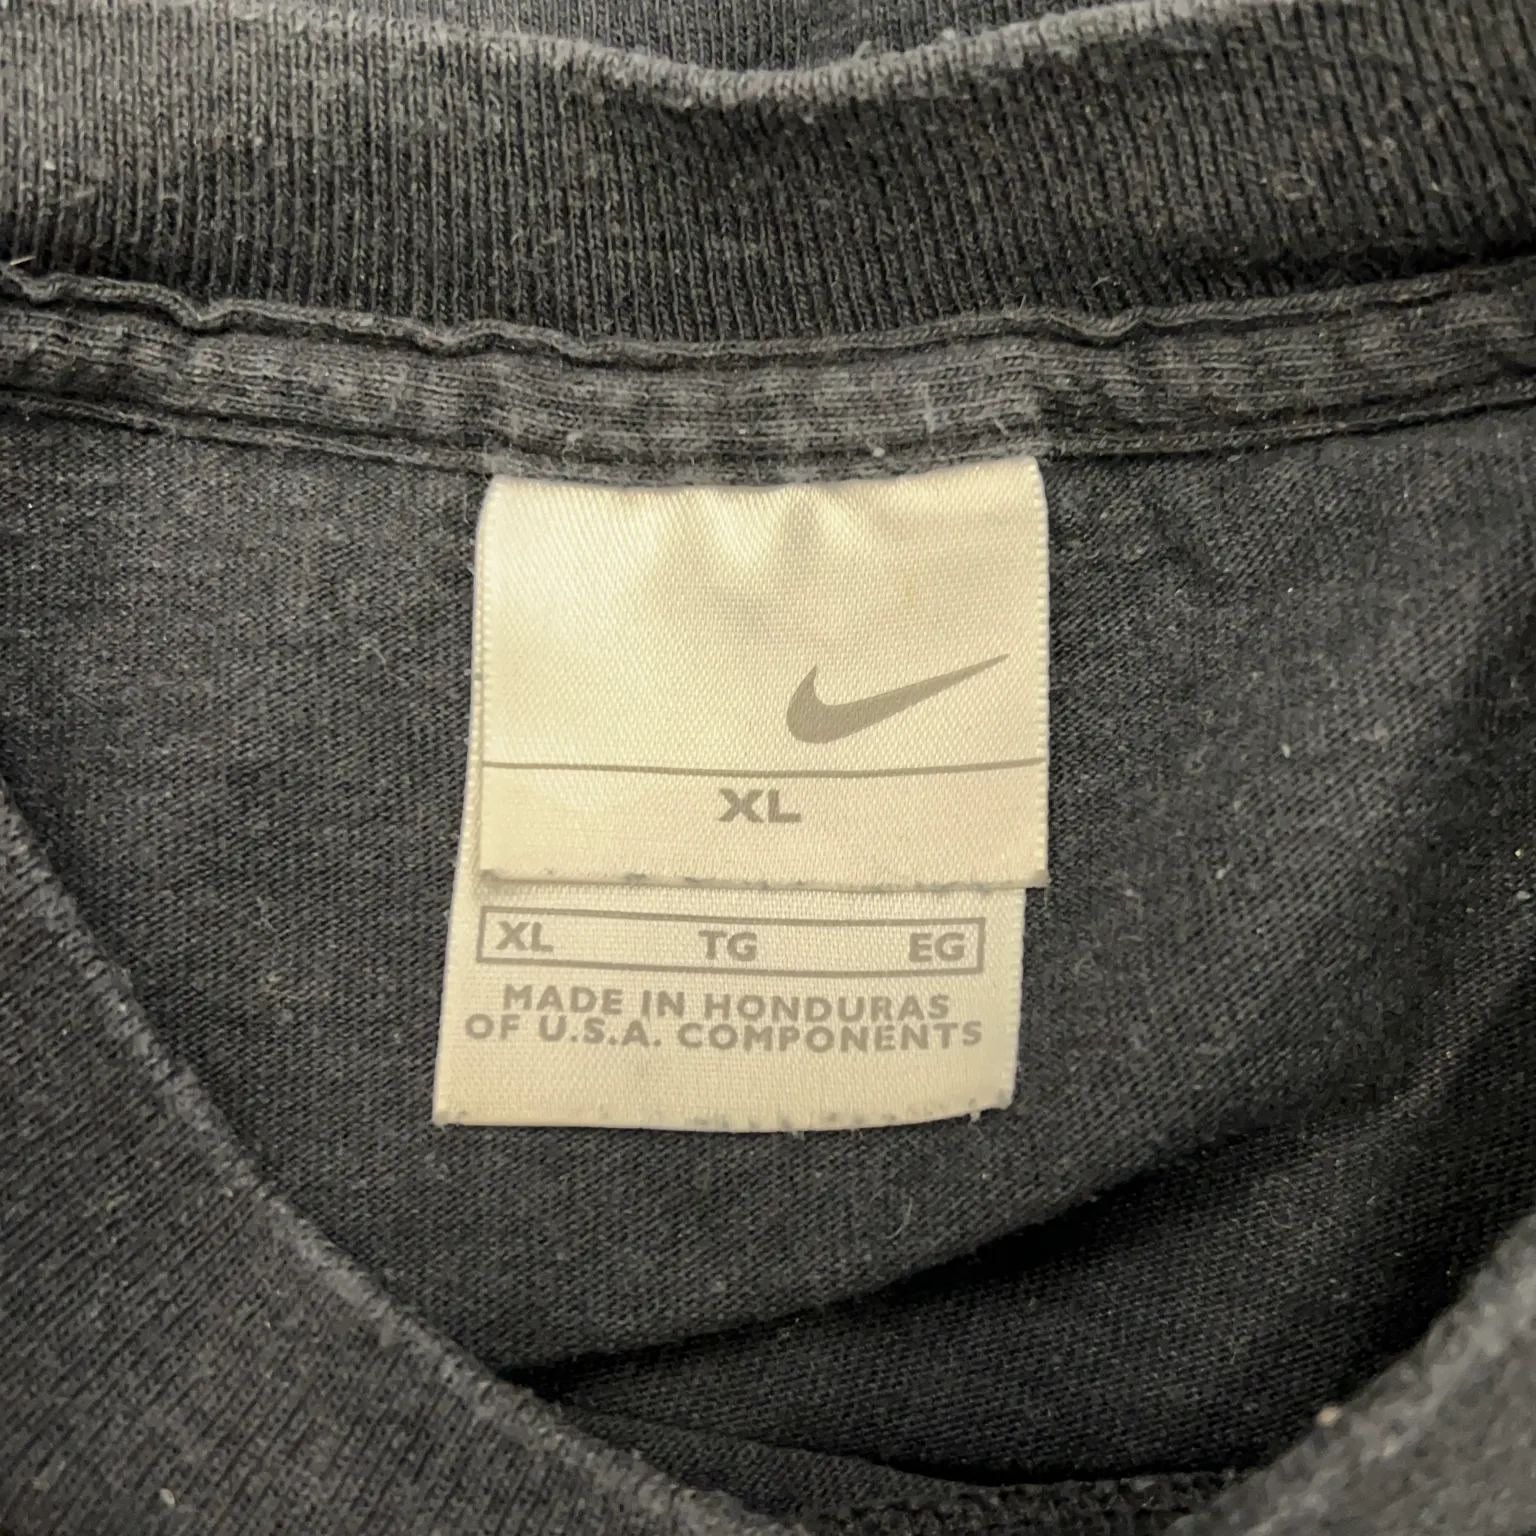 XL
XL TG EG
MADE IN HONDURAS
OF U.S.A. COMPONENTS